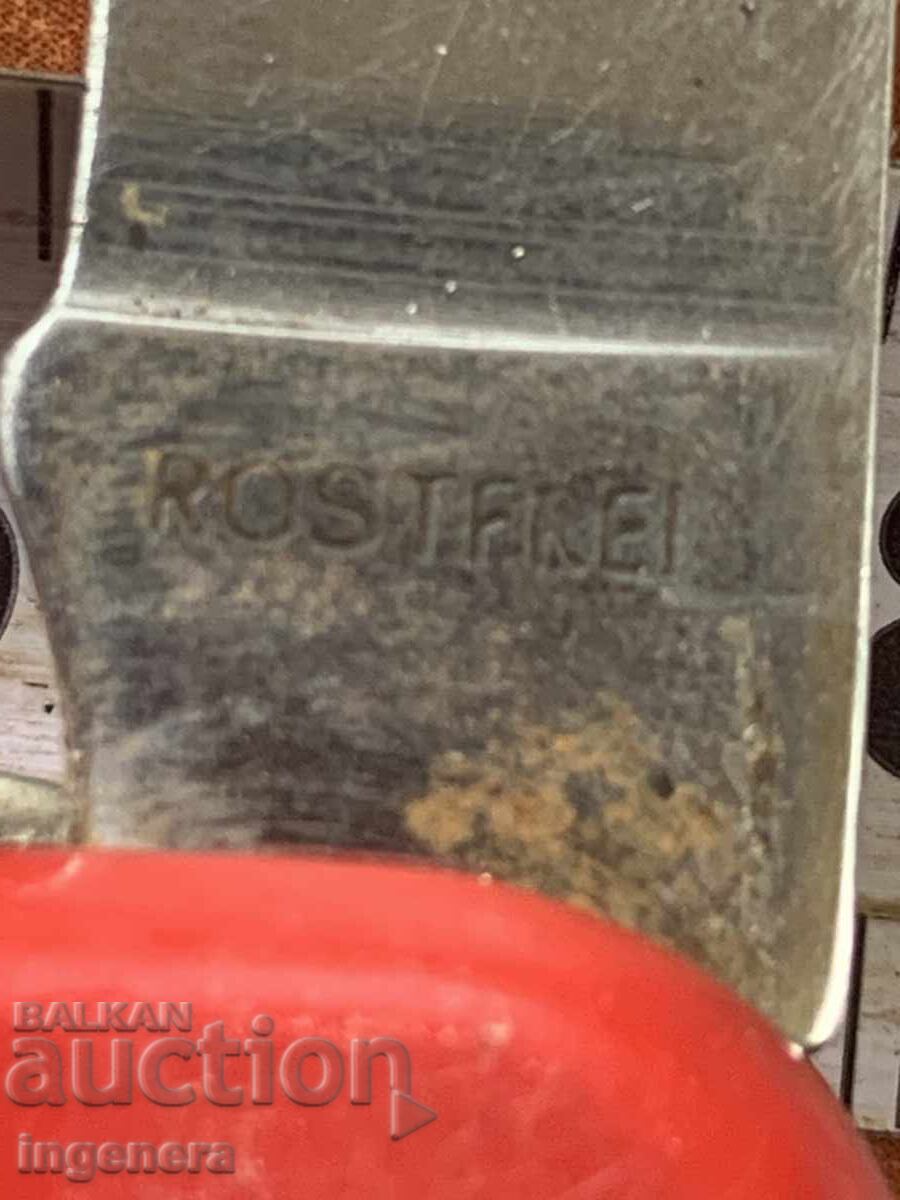 ROSTFREI
BALKAN
auction
ingenera